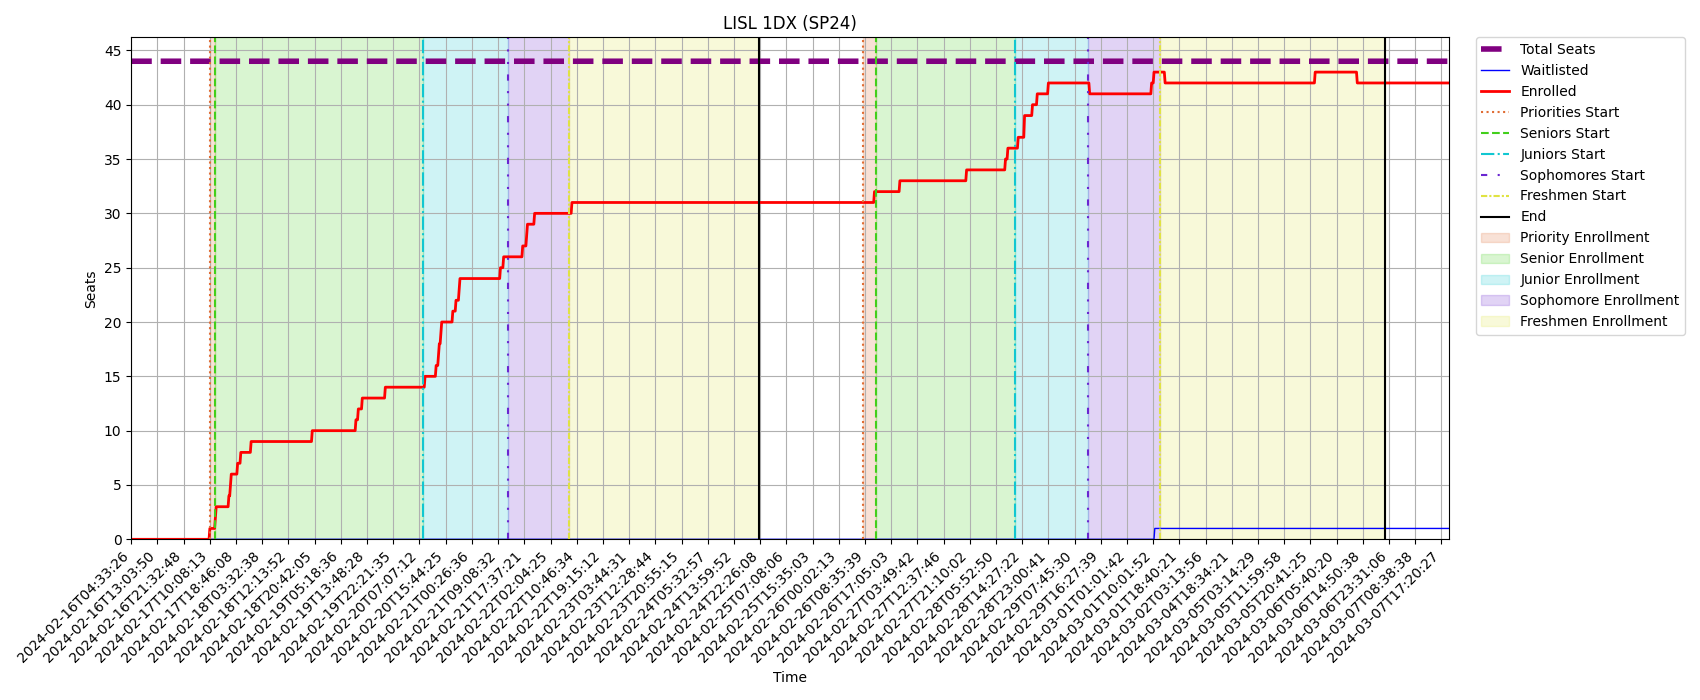 LISL 1DX (SP24)
Total Seats
Waitlisted
Enrolled
Priorities Start
Seniors Start
Juniors Start
Sophomores Start
Freshmen Start
End
Priority Enrollment
Senior Enrollment
Junior Enrollment
Sophomore Enrollment
Freshmen Enrollment
Seats
45
40
35
30
25
20
15
10
5
0
2024-02-16T04:33:26
2024-02-16T13:03:50
2024-02-16T21:32:48
2024-02-17T10:08:13
2024-02-17T18:46:08
2024-02-18T03:32:38
2024-02-18T12:13:52
2024-02-18T20:42:05
2024-02-19T05:18:36
2024-02-19T13:48:28
2024-02-19T22:21:35
2024-02-20T07:07:12
2024-02-20T15:44:25
2024-02-21T00:26:36
2024-02-21T09:08:32
2024-02-21T17:37:21
2024-02-22T02:04:25
2024-02-22T10:46:34
2024-02-22T19:15:12
2024-02-23T03:44:31
2024-02-23T12:28:44
2024-02-23T20:55:15
2024-02-24T05:32:57
2024-02-24T13:59:52
2024-02-24T22:26:08
2024-02-25T07:08:06
2024-02-25T15:35:03
2024-02-26T00:02:13
2024-02-26T08:35:39
2024-02-26T17:05:03
2024-02-27T03:49:42
2024-02-27T12:37:46
2024-02-27T21:10:02
2024-02-28T05:52:50
2024-02-28T14:27:22
2024-02-28T23:00:41
2024-02-29T07:45:30
2024-02-29T16:27:39
2024-03-01T01:01:42
2024-03-01T10:01:52
2024-03-01T18:40:21
2024-03-02T03:13:56
2024-03-04T18:34:21
2024-03-05T03:14:29
2024-03-05T11:59:58
2024-03-05T20:41:25
2024-03-06T05:40:20
2024-03-06T14:50:38
2024-03-06T23:31:06
2024-03-07T08:38:38
2024-03-07T17:20:27
Time